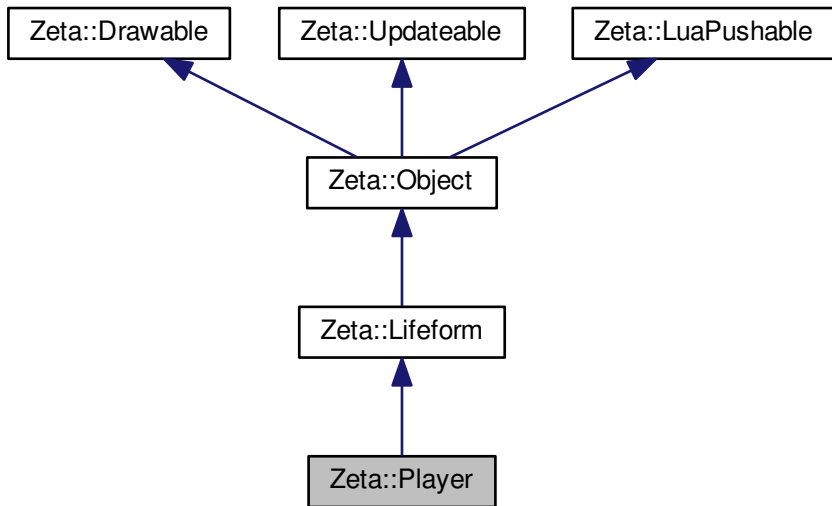 Zeta::Drawable
Zeta::Updateable
Zeta::LuaPushable
Zeta::Object
Zeta::Lifeform
Zeta::Player